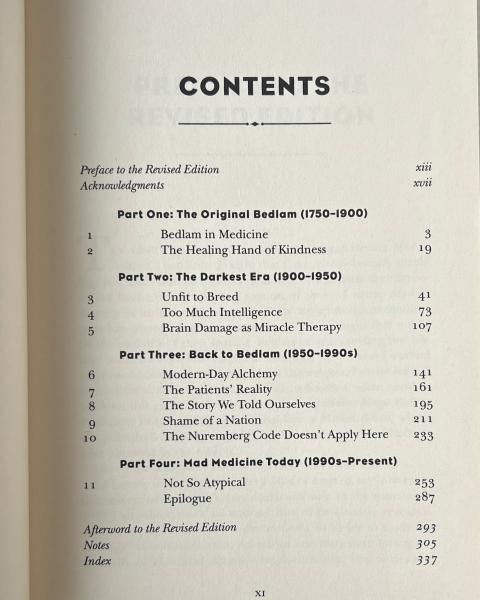 CONTENTS
Preface to the Revised Edition xiii
Acknowledgments xvii
Part One: The Original Bedlam (1750–1900)
1 Bedlam in Medicine 3
2 The Healing Hand of Kindness 19
Part Two: The Darkest Era (1900–1950)
3 Unfit to Breed 41
4 Too Much Intelligence 73
5 Brain Damage as Miracle Therapy 107
Part Three: Back to Bedlam (1950–1990s)
6 Modern-Day Alchemy 141
7 The Patients' Reality 161
8 The Story We Told Ourselves 195
9 Shame of a Nation 211
10 The Nuremberg Code Doesn't Apply Here 233
Part Four: Mad Medicine Today (1990s–Present)
11 Not So Atypical 253
Epilogue 287
Afterword to the Revised Edition 293
Notes 305
Index 337
XI